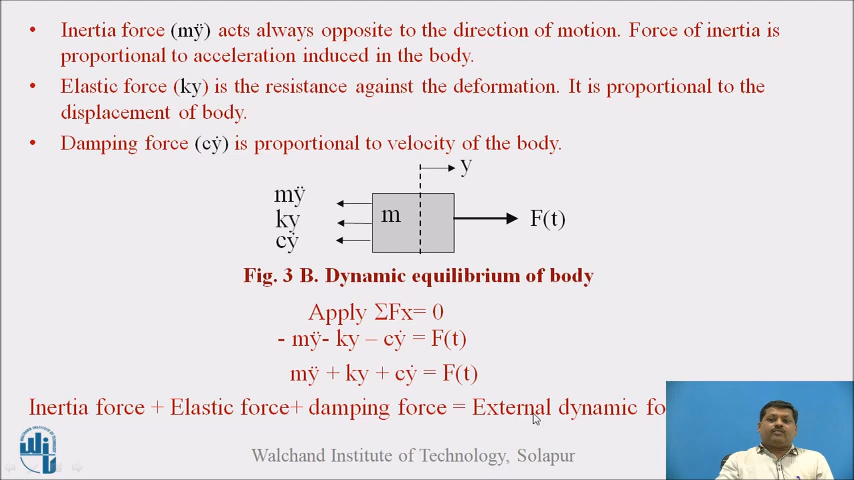 • Inertia force (mÿ) acts always opposite to the direction of motion. Force of inertia is
proportional to acceleration induced in the body.
• Elastic force (ky) is the resistance against the deformation. It is proportional to the
displacement of body.
• Damping force (cẏ) is proportional to velocity of the body.
y
mÿ
ky
cẏ
m
F(t)
Fig. 3 B. Dynamic equilibrium of body
Apply ΣFx= 0
- mÿ- ky – cẏ = F(t)
mÿ + ky + cẏ = F(t)
Inertia force + Elastic force+ damping force = External dynamic fo
Walchand Institute of Technology, Solapur